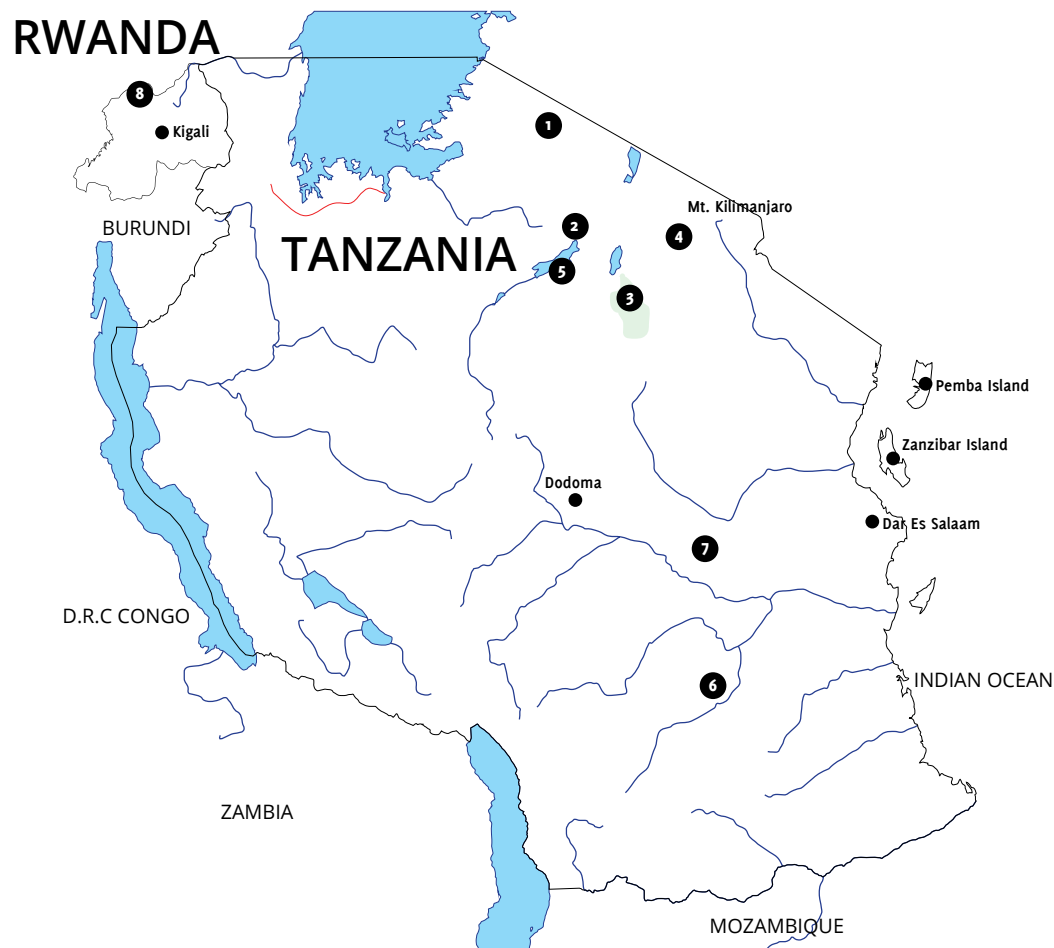 RWANDA
8
Kigali
1
Mt. Kilimanjaro
BURUNDI
2
4
TANZANIA
5
3
Pemba Island
Zanzibar Island
Dodoma
Dar Es Salaam
7
D.R.C CONGO
6
INDIAN OCEAN
ZAMBIA
MOZAMBIQUE